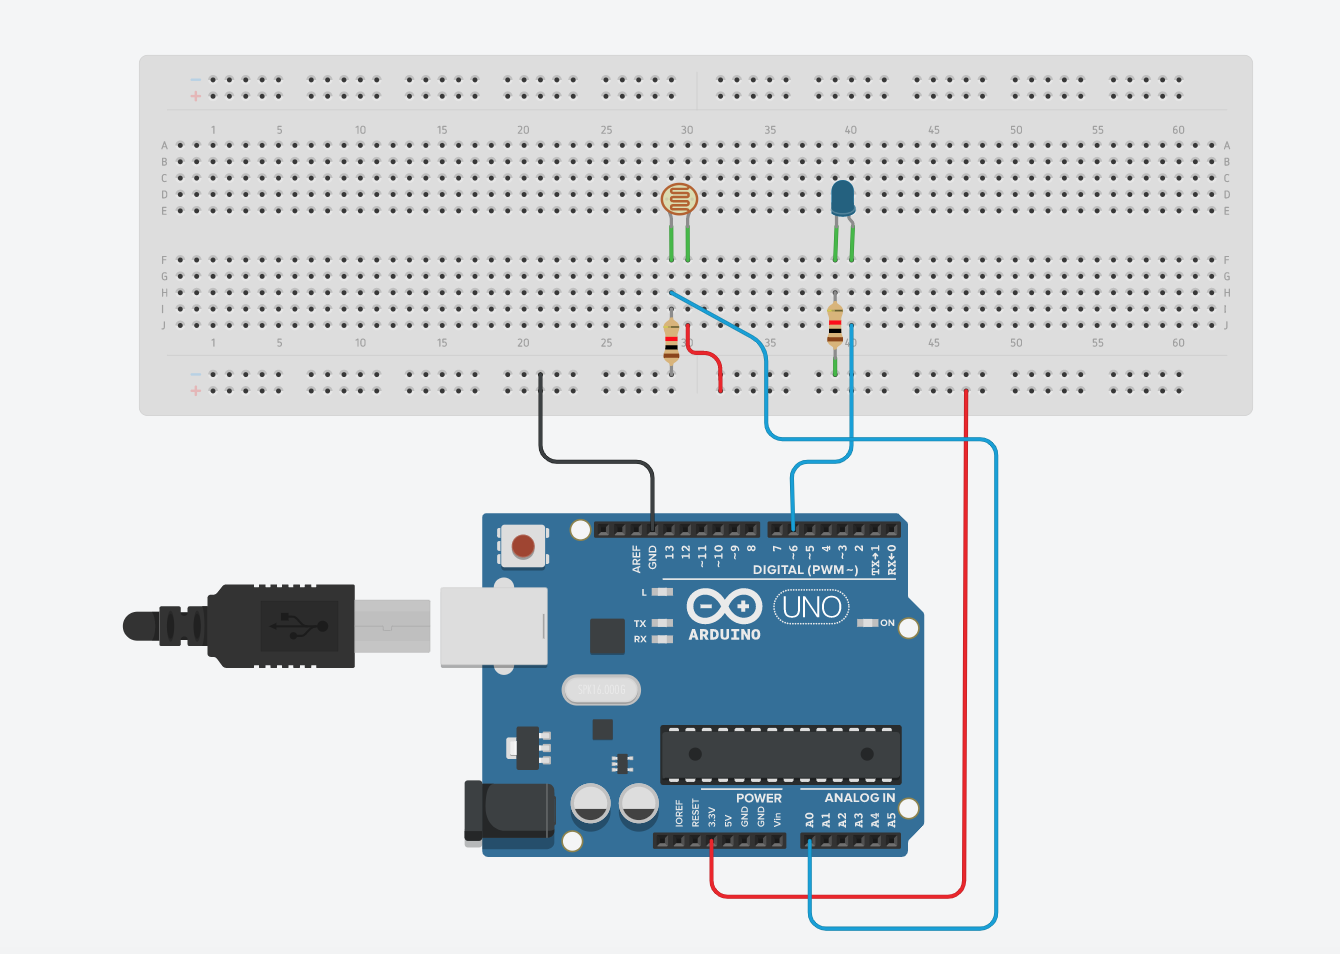 − −
+ +
1 5 10 15 20 25 30 35 40 45 50 55 60
A A
B B
C C
D D
E E
F F
G G
H H
I I
J J
1 5 10 15 20 25 30 35 40 45 50 55 60
− −
+ +
AREF GND 13 12 ~11 ~10 ~9 8 7 ~6 ~5 4 ~3 2 TX→1 RX←0
DIGITAL (PWM~)
L
TX
RX
ARDUINO
UNO
ON
SPK16.000G
POWER
ANALOG IN
IOREF RESET 3.3V 5V GND GND Vin A0 A1 A2 A3 A4 A5